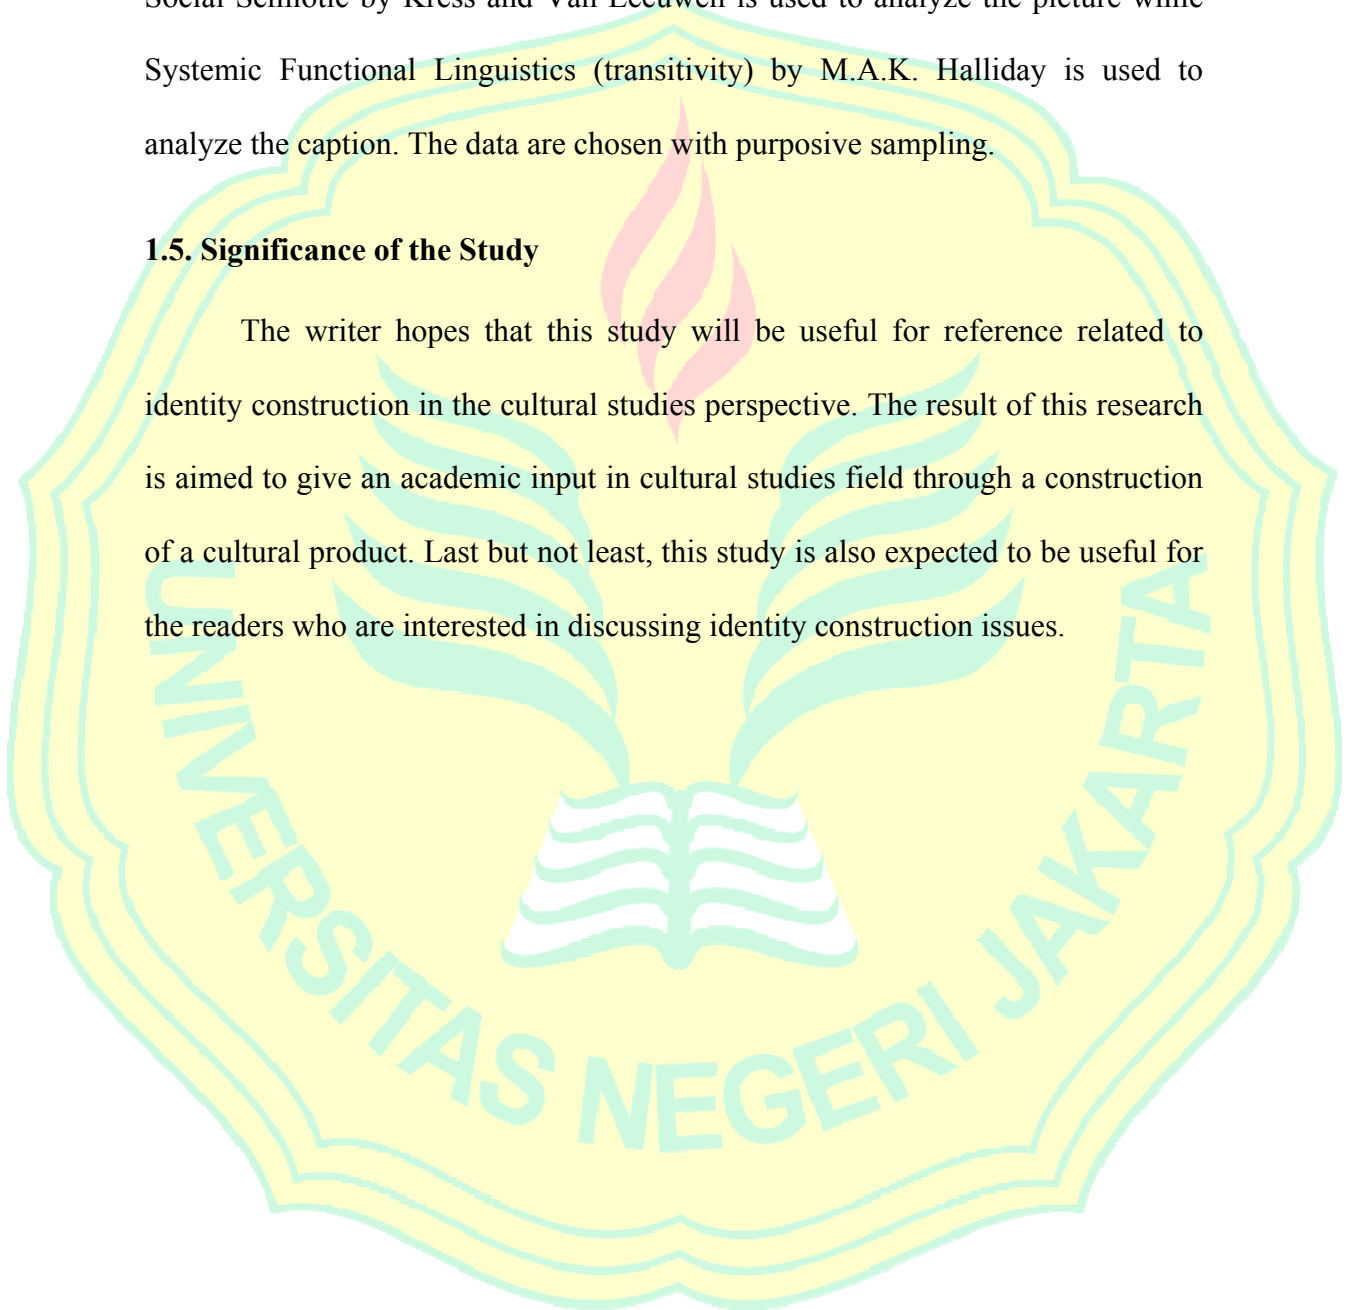 Social Semiotic by Kress and Van Leeuwen is used to analyze the picture while
Systemic Functional Linguistics (transitivity) by M.A.K. Halliday is used to
analyze the caption. The data are chosen with purposive sampling.
1.5. Significance of the Study
The writer hopes that this study will be useful for reference related to
identity construction in the cultural studies perspective. The result of this research
is aimed to give an academic input in cultural studies field through a construction
of a cultural product. Last but not least, this study is also expected to be useful for
the readers who are interested in discussing identity construction issues.
UNIVERSITAS NEGERI JAKARTA